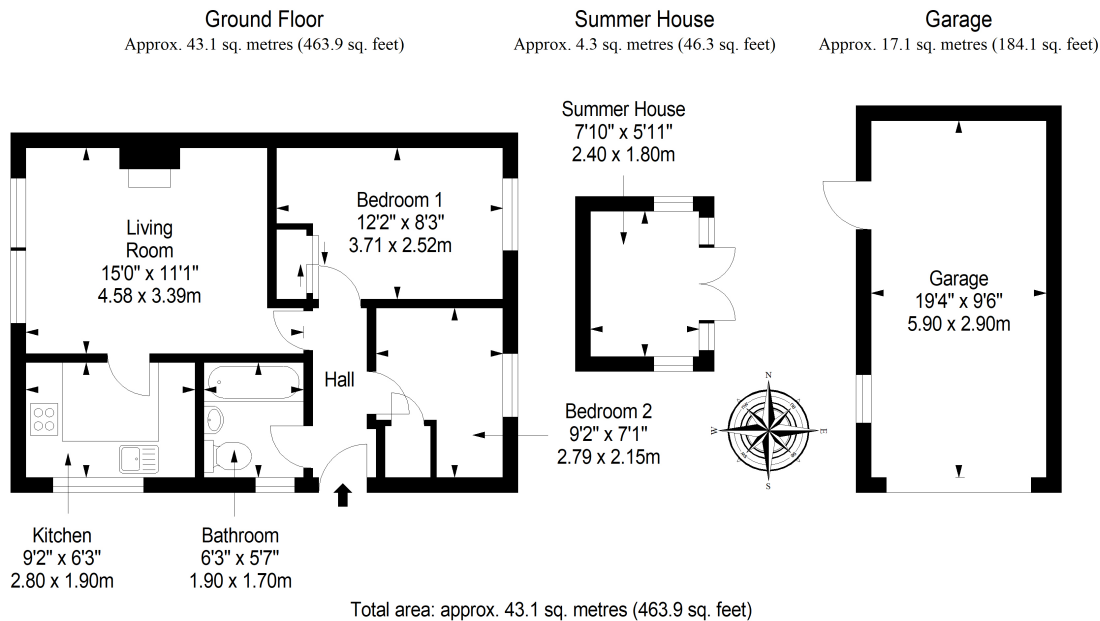 Ground Floor
Approx. 43.1 sq. metres (463.9 sq. feet)
Summer House
Approx. 4.3 sq. metres (46.3 sq. feet)
Garage
Approx. 17.1 sq. metres (184.1 sq. feet)
Summer House
7'10" x 5'11"
2.40 x 1.80m
Bedroom 1
12'2" x 8'3"
3.71 x 2.52m
Living
Room
15'0" x 11'1"
4.58 x 3.39m
Garage
19'4" x 9'6"
5.90 x 2.90m
Hall
Bedroom 2
9'2" x 7'1"
2.79 x 2.15m
N
W
E
S
Kitchen
9'2" x 6'3"
2.80 x 1.90m
Bathroom
6'3" x 5'7"
1.90 x 1.70m
Total area: approx. 43.1 sq. metres (463.9 sq. feet)